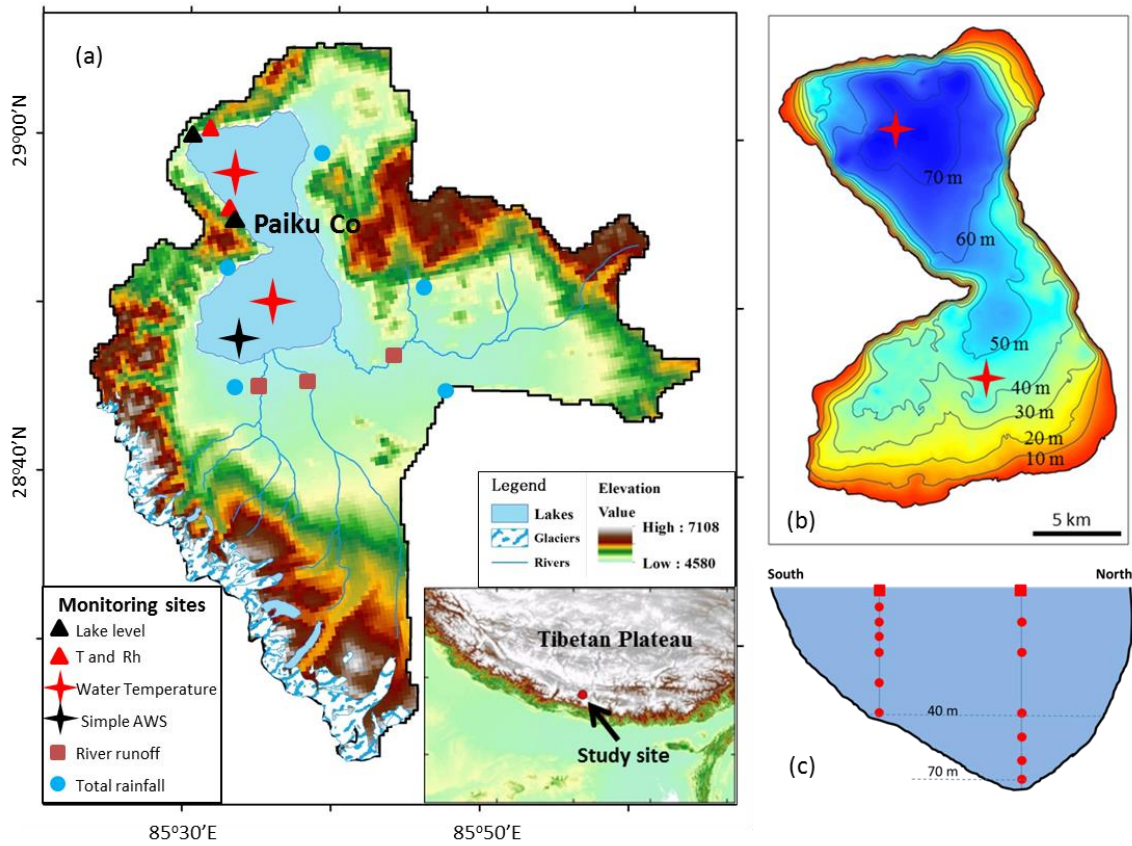 (a)
29°00'N
28°40'N
85°30'E
85°50'E
Paiku Co
Legend
Lakes
Glaciers
Rivers
Elevation
Value
High : 7108
Low : 4580
Monitoring sites
Lake level
T and Rh
Water Temperature
Simple AWS
River runoff
Total rainfall
Tibetan Plateau
Study site
70 m
60 m
50 m
40 m
30 m
20 m
10 m
(b)
5 km
South
North
40 m
70 m
(c)